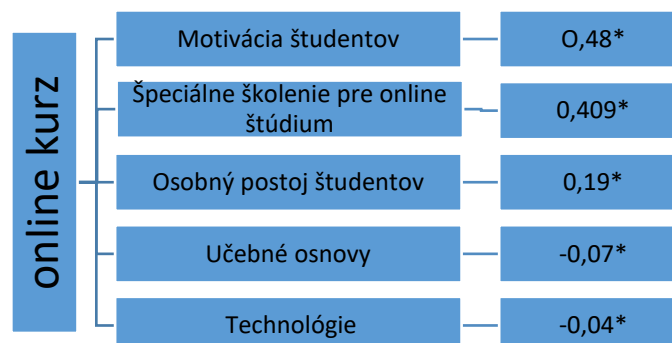 online kurz
Motivácia študentov
O,48*
Špeciálne školenie pre online
štúdium
0,409*
Osobný postoj študentov
0,19*
Učebné osnovy
-0,07*
Technológie
-0,04*